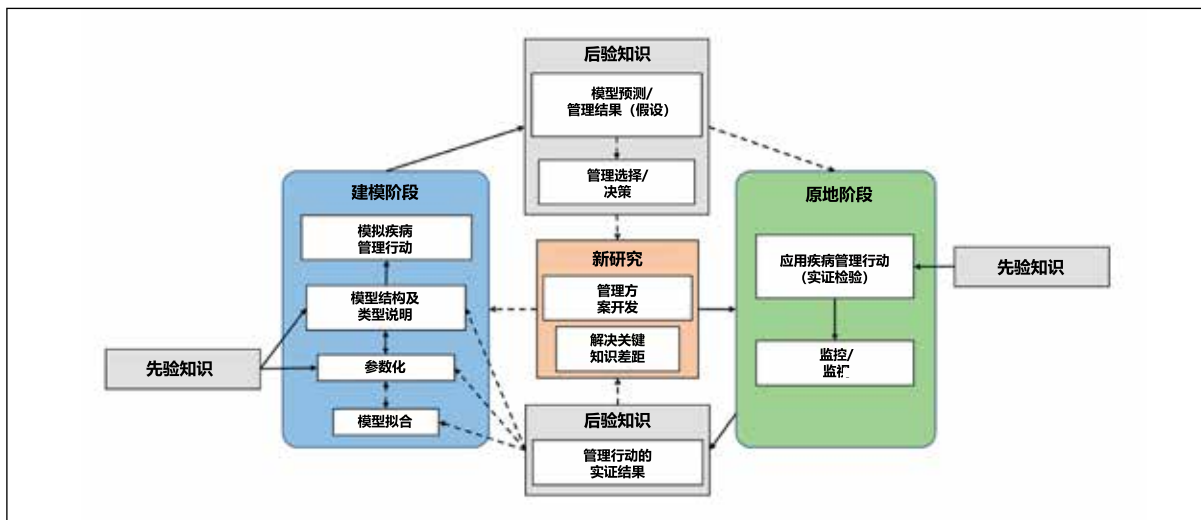 后验知识
模型预测/
管理结果（假设）
管理选择/
决策
建模阶段
模拟疾病
管理行动
模型结构及
类型说明
参数化
模型拟合
先验知识
新研究
管理方
案开发
解决关键
知识差距
后验知识
管理行动的
实证结果
原地阶段
应用疾病管理行动
（实证检验）
监控/
监视
先验知识